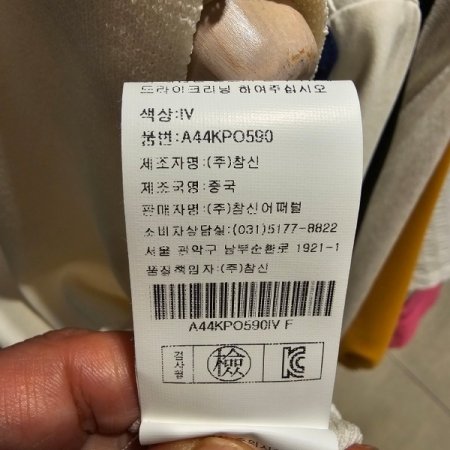 드라이크리닝 하여주십시오
색상:IV
품번:A44KPO590
제조자명:(주)참신
제조국명:중국
판매자명:(주)참신어패럴
소비자상담실:(031)5177-8822
서울 관악구 남부순환로 1921-1
품질책임자:(주)참신
A44KPO590IV F
검사필 檢